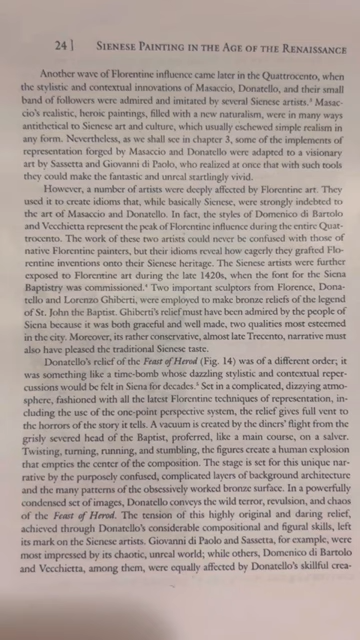 24 ] SIENESE PAINTING IN THE AGE OF THE RENAISSANCE
Another wave of Florentine influence came later in the Quattrocento, when
the stylistic and contextual innovations of Masaccio, Donatello, and their small
band of followers were admired and imitated by several Sienese artists.³ Masac-
cio's realistic, heroic paintings, filled with a new naturalism, were in many ways
antithetical to Sienese art and culture, which usually eschewed simple realism in
any form. Nevertheless, as we shall see in chapter 3, some of the implements of
representation forged by Masaccio and Donatello were adapted to a visionary
art by Sassetta and Giovanni di Paolo, who realized at once that with such tools
they could make the fantastic and unreal startlingly vivid.
However, a number of artists were deeply affected by Florentine art. They
used it to create idioms that, while basically Sienese, were strongly indebted to
the art of Masaccio and Donatello. In fact, the styles of Domenico di Bartolo
and Vecchietta represent the peak of Florentine influence during the entire Quat-
trocento. The work of these two artists could never be confused with those of
native Florentine painters, but their idioms reveal how eagerly they grafted Flo-
rentine inventions onto their Sienese heritage. The Sienese artists were further
exposed to Florentine art during the late 1420s, when the font for the Siena
Baptistry was commissioned.⁴ Two important sculptors from Florence, Dona-
tello and Lorenzo Ghiberti, were employed to make bronze reliefs of the legend
of St. John the Baptist. Ghiberti's relief must have been admired by the people of
Siena because it was both graceful and well made, two qualities most esteemed
in the city. Moreover, its rather conservative, almost late Trecento, narrative must
also have pleased the traditional Sienese taste.
Donatello's relief of the Feast of Herod (Fig. 14) was of a different order; it
was something like a time-bomb whose dazzling stylistic and contextual reper-
cussions would be felt in Siena for decades.⁵ Set in a complicated, dizzying atmo-
sphere, fashioned with all the latest Florentine techniques of representation, in-
cluding the use of the one-point perspective system, the relief gives full vent to
the horrors of the story it tells. A vacuum is created by the diners' flight from the
grisly severed head of the Baptist, proferred, like a main course, on a salver.
Twisting, turning, running, and stumbling, the figures create a human explosion
that empties the center of the composition. The stage is set for this unique nar-
rative by the purposely confused, complicated layers of background architecture
and the many patterns of the obsessively worked bronze surface. In a powerfully
condensed set of images, Donatello conveys the wild terror, revulsion, and chaos
of the Feast of Herod. The tension of this highly original and daring relief,
achieved through Donatello's considerable compositional and figural skills, left
its mark on the Sienese artists. Giovanni di Paolo and Sassetta, for example, were
most impressed by its chaotic, unreal world; while others, Domenico di Bartolo
and Vecchietta, among them, were equally affected by Donatello's skillful crea-